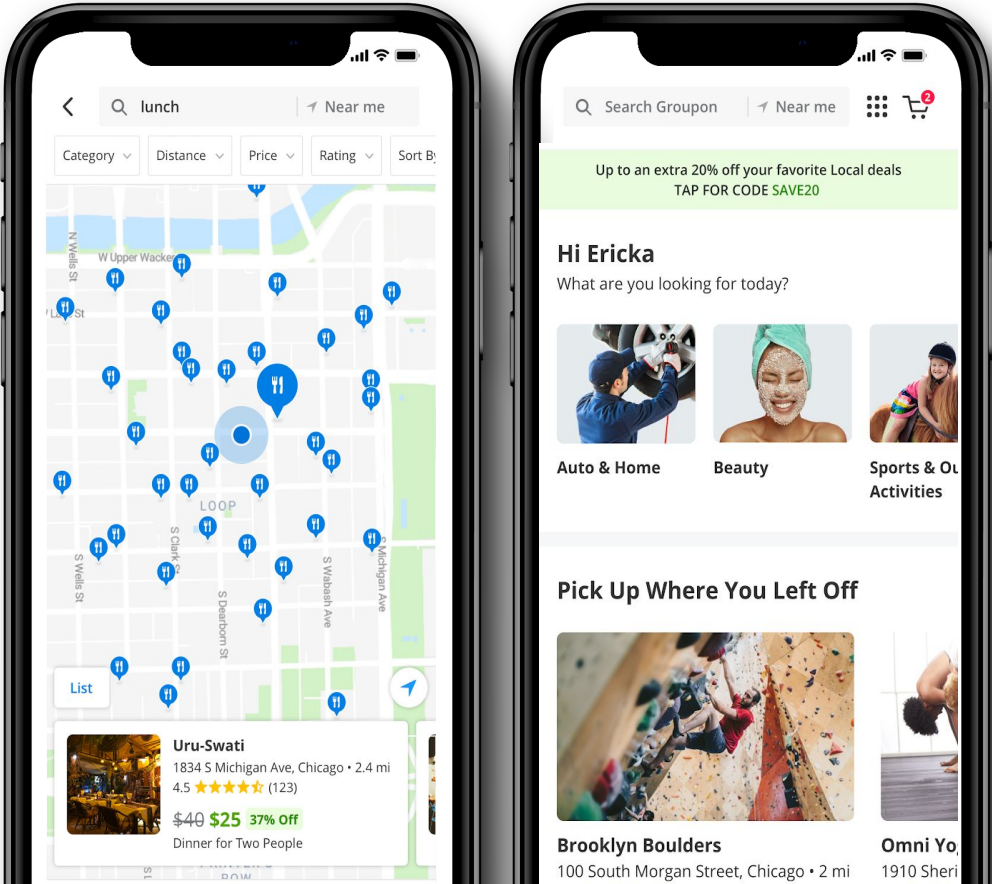 lunch
Near me
Category
Distance
Price
Rating
Sort By
N Wells St
W Upper Wacker
St
LOOP
S Clark St
S Wells St
S Dearborn St
S Wabash Ave
S Michigan Ave
List
Uru-Swati
1834 S Michigan Ave, Chicago • 2.4 mi
4.5 (123)
$40 $25 37% Off
Dinner for Two People
ROW
Search Groupon
Near me
2
Up to an extra 20% off your favorite Local deals
TAP FOR CODE SAVE20
Hi Ericka
What are you looking for today?
Auto & Home
Beauty
Sports & Ou
Activities
Pick Up Where You Left Off
Brooklyn Boulders
100 South Morgan Street, Chicago • 2 mi
Omni Yo
1910 Sheri